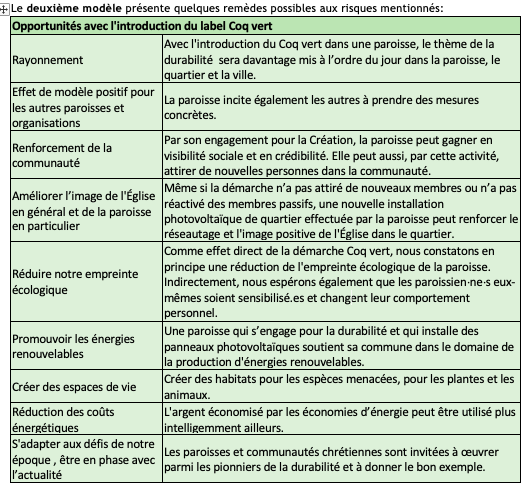 Le deuxième modèle présente quelques remèdes possibles aux risques mentionnés:
Opportunités avec l'introduction du label Coq vert
Rayonnement
Avec l'introduction du Coq vert dans une paroisse, le thème de la
durabilité sera davantage mis à l'ordre du jour dans la paroisse, le
quartier et la ville.
Effet de modèle positif pour
les autres paroisses et
organisations
La paroisse incite également les autres à prendre des mesures
concrètes.
Renforcement de la
communauté
Par son engagement pour la Création, la paroisse peut gagner en
visibilité sociale et en crédibilité. Elle peut aussi, par cette activité,
attirer de nouvelles personnes dans la communauté.
Améliorer l'image de l'Église
en général et de la paroisse
en particulier
Même si la démarche n'a pas attiré de nouveaux membres ou n'a pas
réactivé des membres passifs, une nouvelle installation
photovoltaïque de quartier effectuée par la paroisse peut renforcer le
réseautage et l'image positive de l'Église dans le quartier.
Réduire notre empreinte
écologique
Comme effet direct de la démarche Coq vert, nous constatons en
principe une réduction de l'empreinte écologique de la paroisse.
Indirectement, nous espérons également que les paroissien·ne·s eux-
mêmes soient sensibilisé.es et changent leur comportement
personnel.
Promouvoir les énergies
renouvelables
Une paroisse qui s'engage pour la durabilité et qui installe des
panneaux photovoltaïques soutient sa commune dans le domaine de
la production d'énergies renouvelables.
Créer des espaces de vie
Créer des habitats pour les espèces menacées, pour les plantes et les
animaux.
Réduction des coûts
énergétiques
L'argent économisé par les économies d'énergie peut être utilisé plus
intelligemment ailleurs.
S'adapter aux défis de notre
époque , être en phase avec
l'actualité
Les paroisses et communautés chrétiennes sont invitées à œuvrer
parmi les pionniers de la durabilité et à donner le bon exemple.